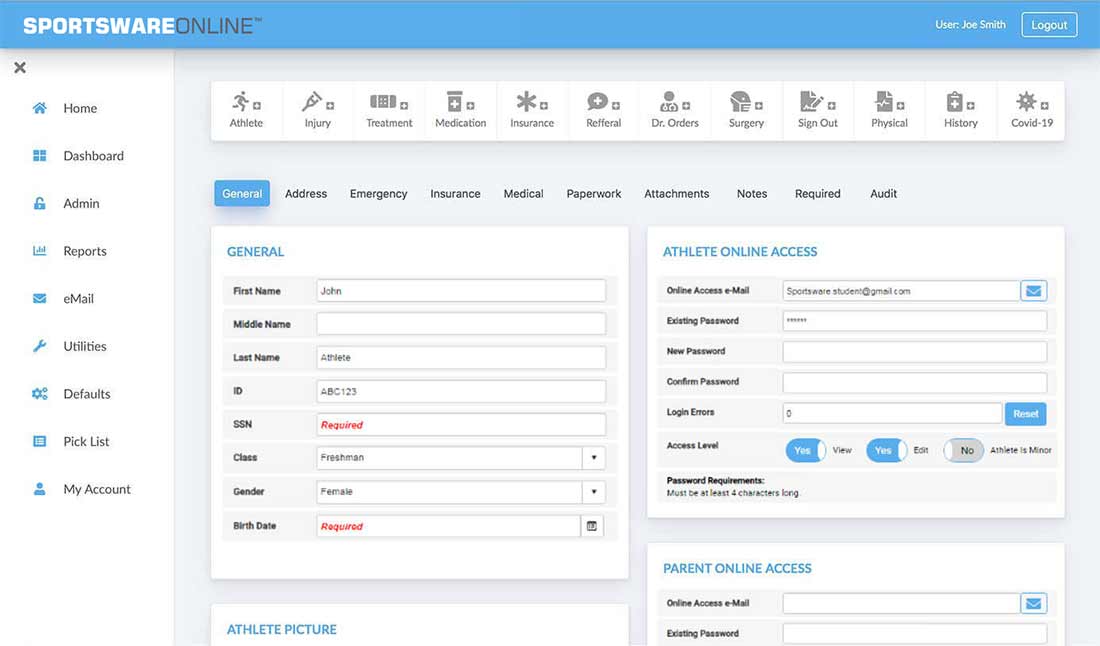 SPORTSWAREONLINE™
User: Joe Smith
Logout
Home
Dashboard
Admin
Reports
eMail
Utilities
Defaults
Pick List
My Account
Athlete
Injury
Treatment
Medication
Insurance
Refferal
Dr. Orders
Surgery
Sign Out
Physical
History
Covid-19
General
Address
Emergency
Insurance
Medical
Paperwork
Attachments
Notes
Required
Audit
GENERAL
First Name John
Middle Name
Last Name Athlete
ID ABC123
SSN Required
Class Freshman
Gender Female
Birth Date Required
ATHLETE PICTURE
ATHLETE ONLINE ACCESS
Online Access e-Mail Sportsware.student@gmail.com
Existing Password ******
New Password
Confirm Password
Login Errors 0 Reset
Access Level Yes View Yes Edit No Athlete Is Minor
Password Requirements:
Must be at least 4 characters long.
PARENT ONLINE ACCESS
Online Access e-Mail
Existing Password